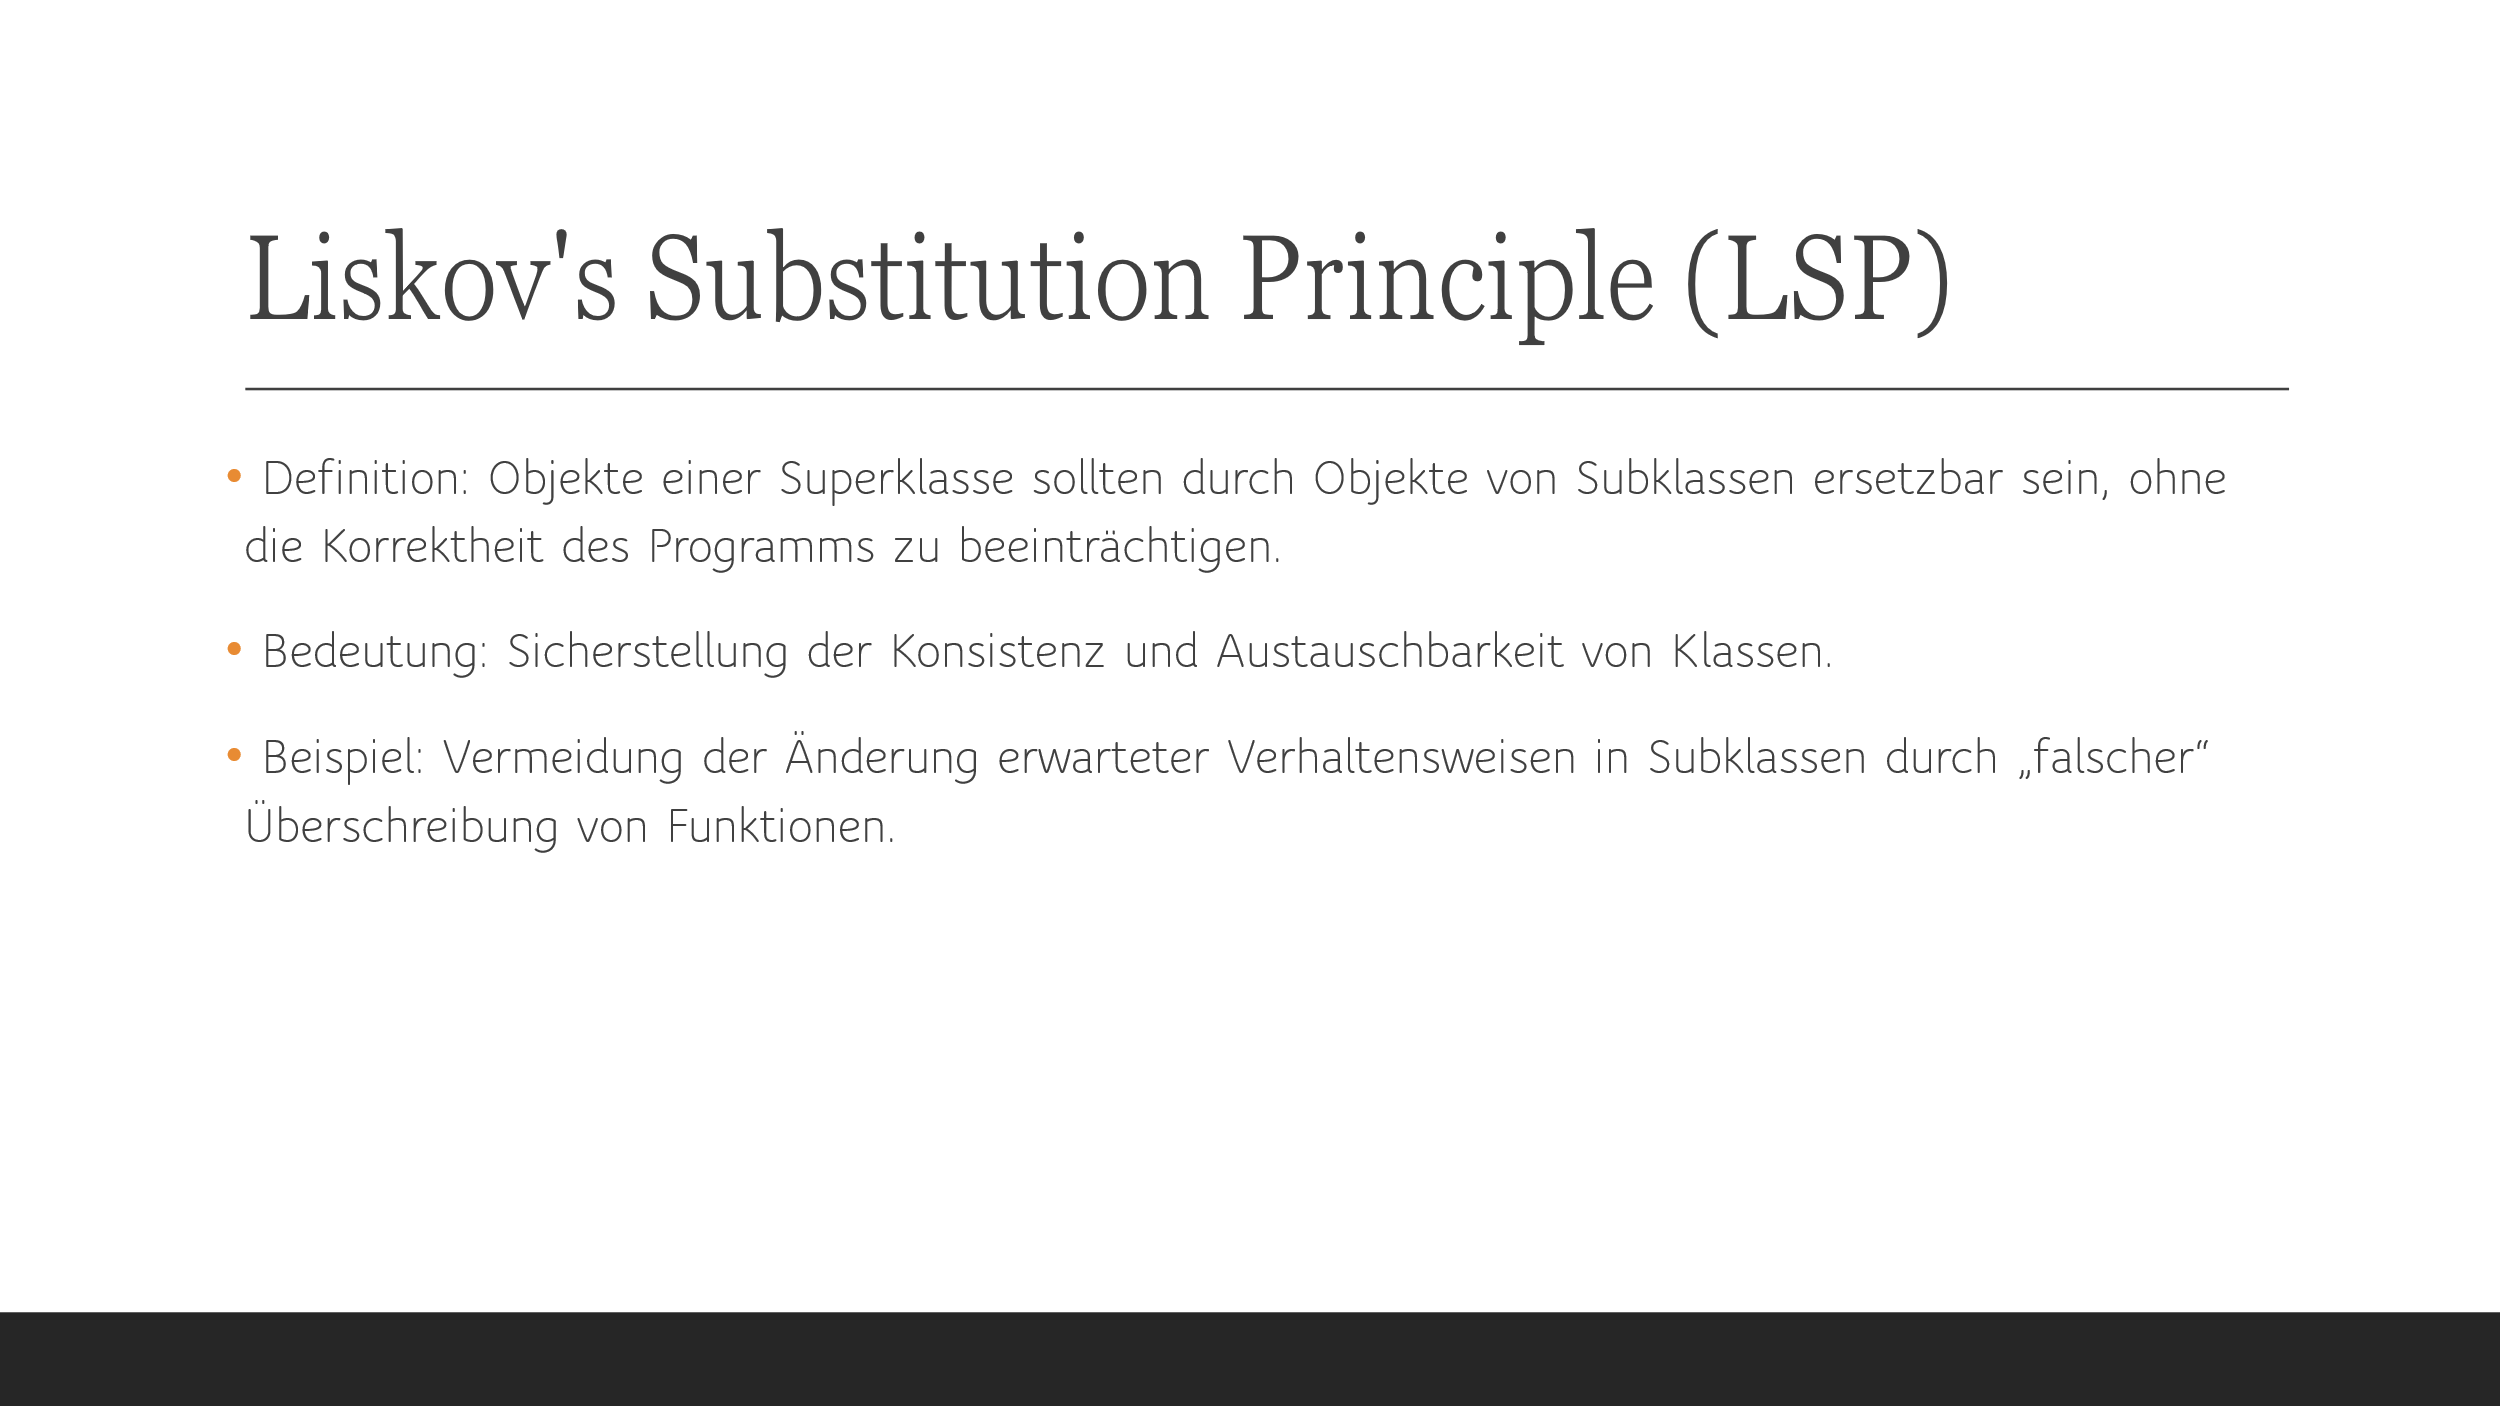 Liskov's Substitution Principle (LSP)
• Definition: Objekte einer Superklasse sollten durch Objekte von Subklassen ersetzbar sein, ohne
die Korrektheit des Programms zu beeinträchtigen.
• Bedeutung: Sicherstellung der Konsistenz und Austauschbarkeit von Klassen.
• Beispiel: Vermeidung der Änderung erwarteter Verhaltensweisen in Subklassen durch „falscher“
Überschreibung von Funktionen.